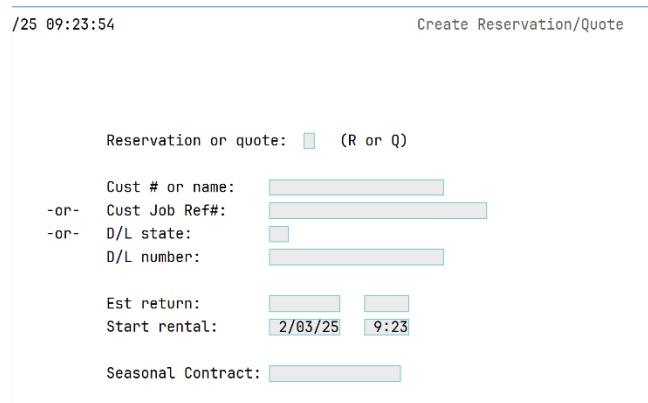 /25 09:23:54 Create Reservation/Quote
Reservation or quote: (R or Q)
Cust # or name:
-or- Cust Job Ref#:
-or- D/L state:
D/L number:
Est return:
Start rental: 2/03/25 9:23
Seasonal Contract: